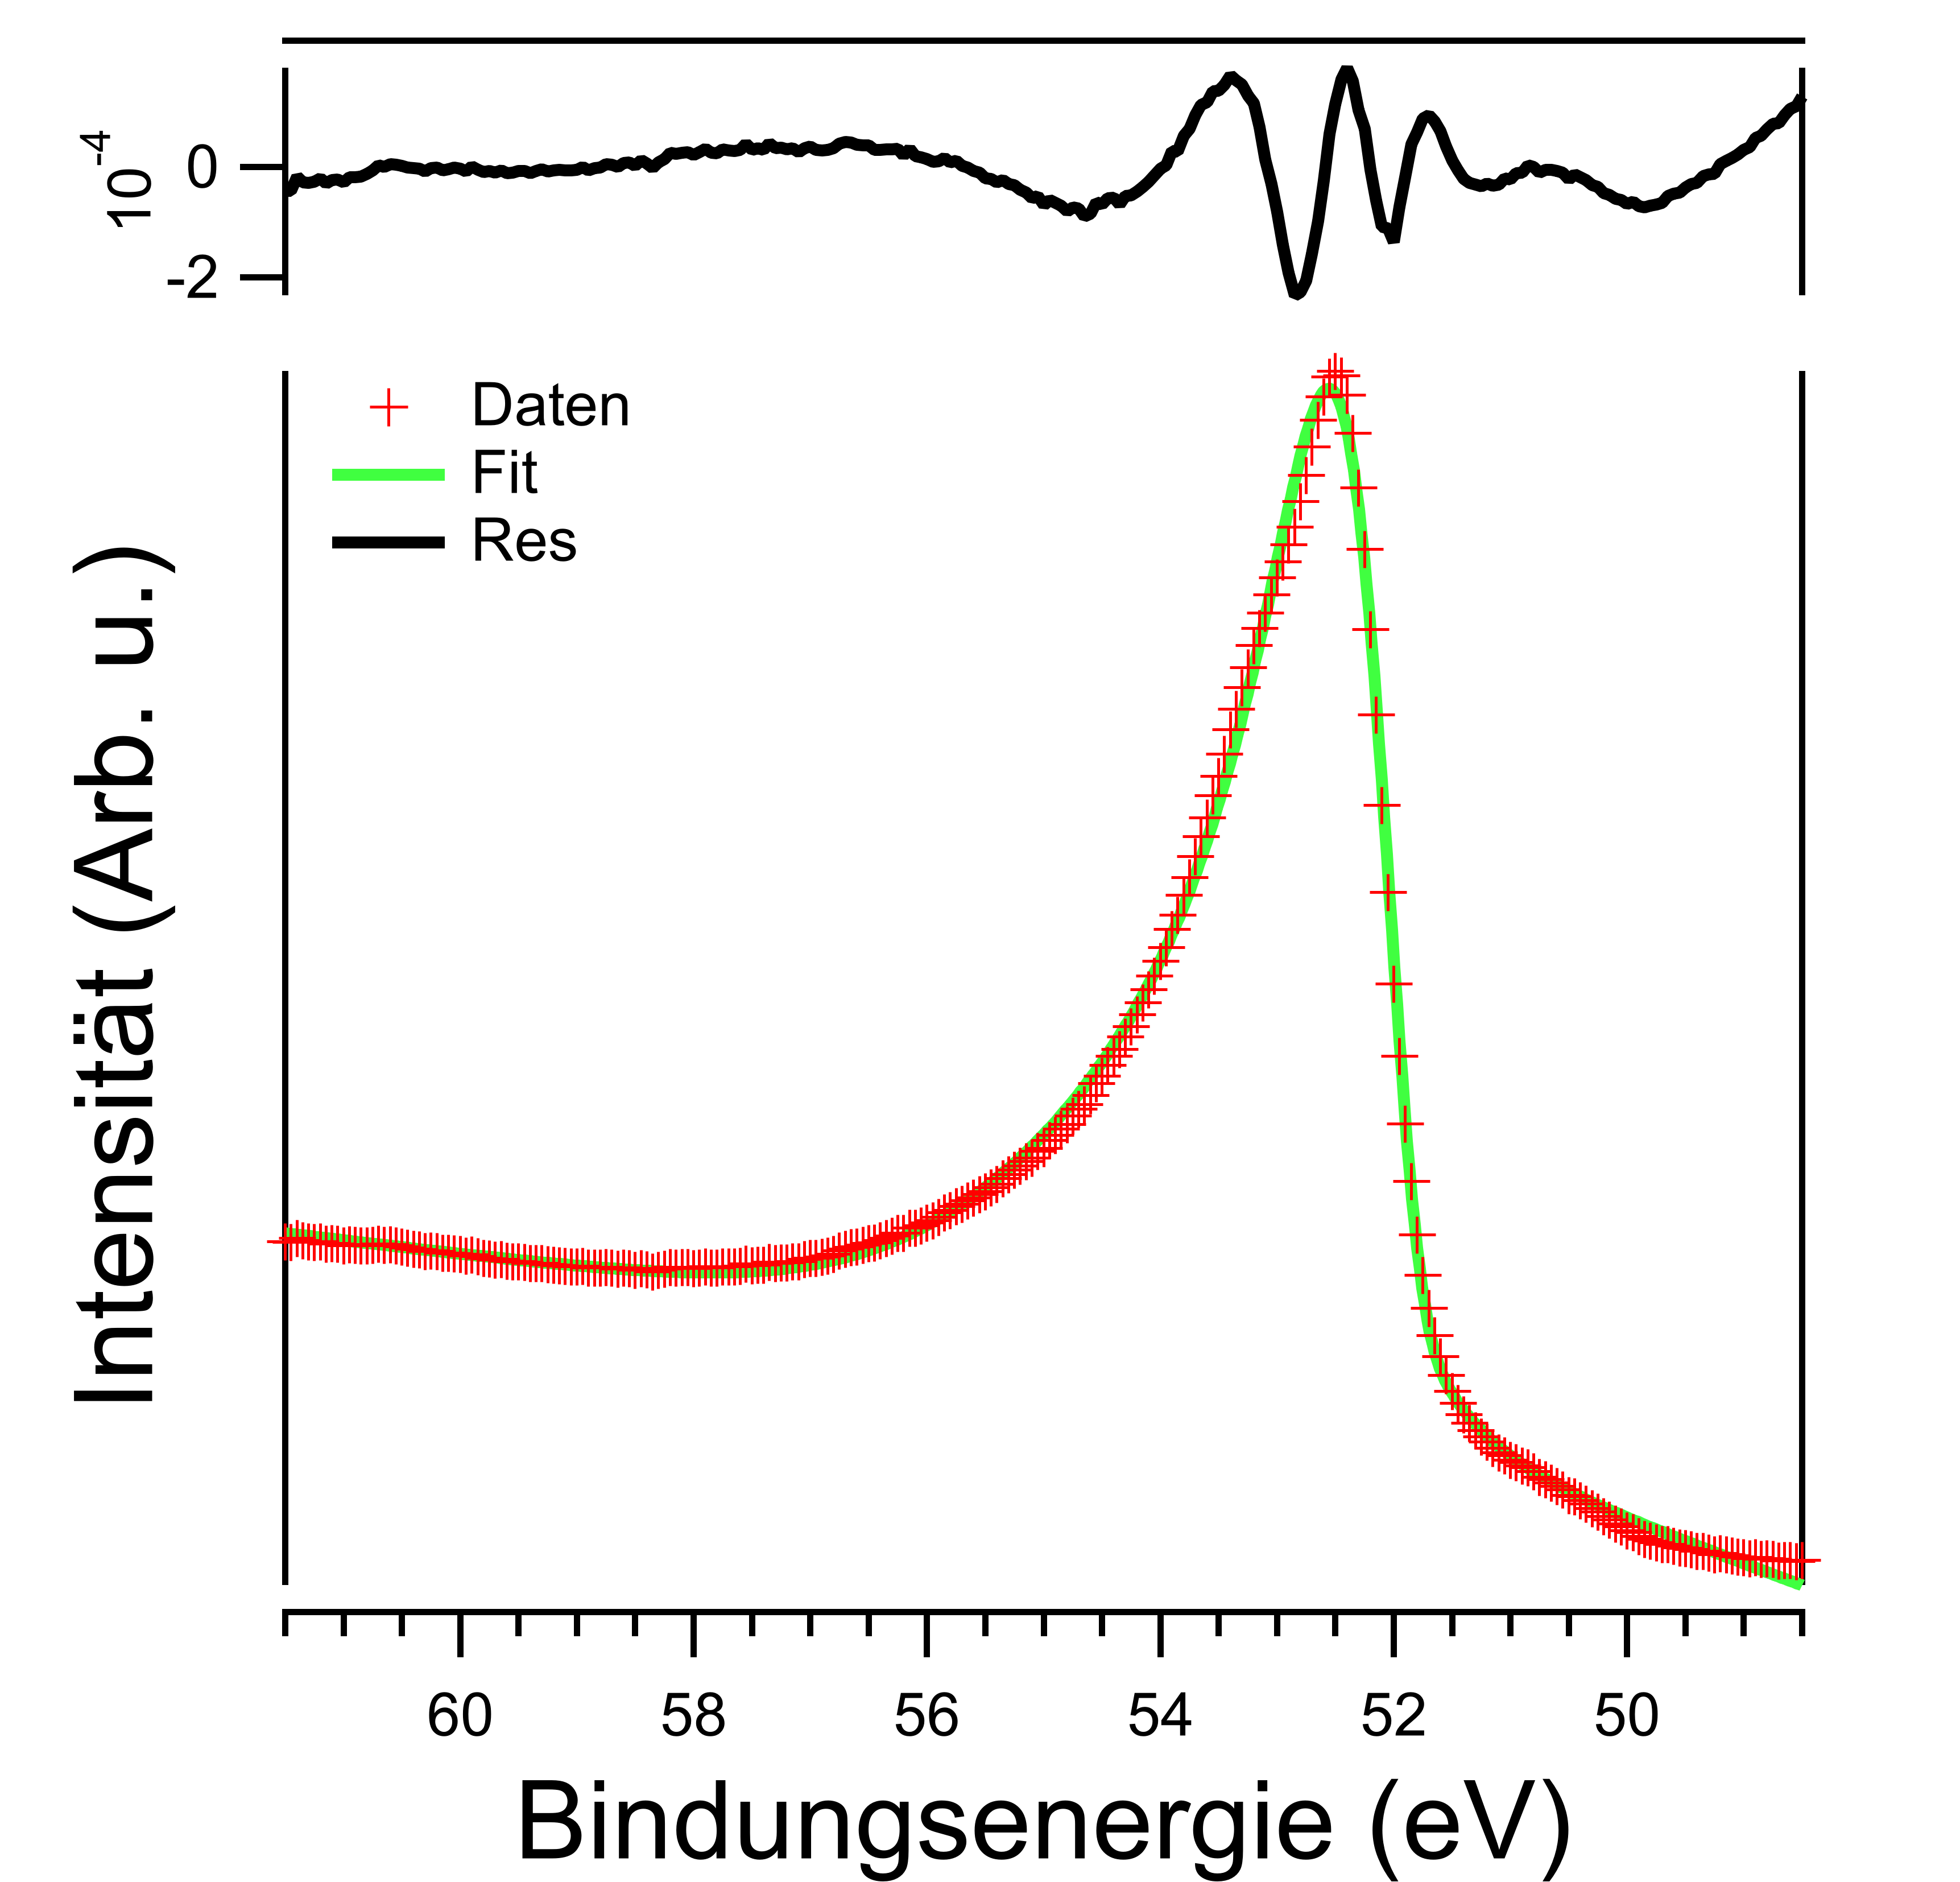 10-4
0
-2
Daten
Fit
Res
Intensität (Arb. u.)
60 58 56 54 52 50
Bindungsenergie (eV)